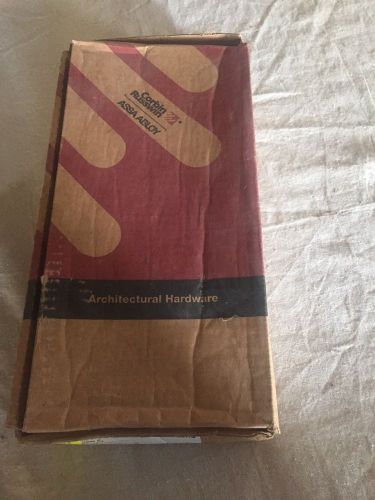 Corbin
Russwin
ASSA ABLOY
Architectural Hardware